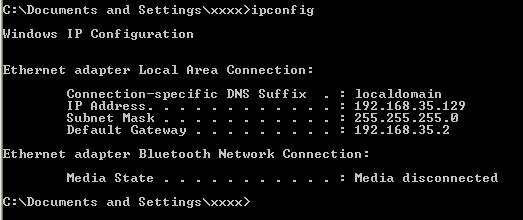 C:\Documents and Settings\xxxx>ipconfig
Windows IP Configuration
Ethernet adapter Local Area Connection:
Connection-specific DNS Suffix  . : localdomain
IP Address. . . . . . . . . . . . : 192.168.35.129
Subnet Mask . . . . . . . . . . . : 255.255.255.0
Default Gateway . . . . . . . . . : 192.168.35.2
Ethernet adapter Bluetooth Network Connection:
Media State . . . . . . . . . . . : Media disconnected
C:\Documents and Settings\xxxx>